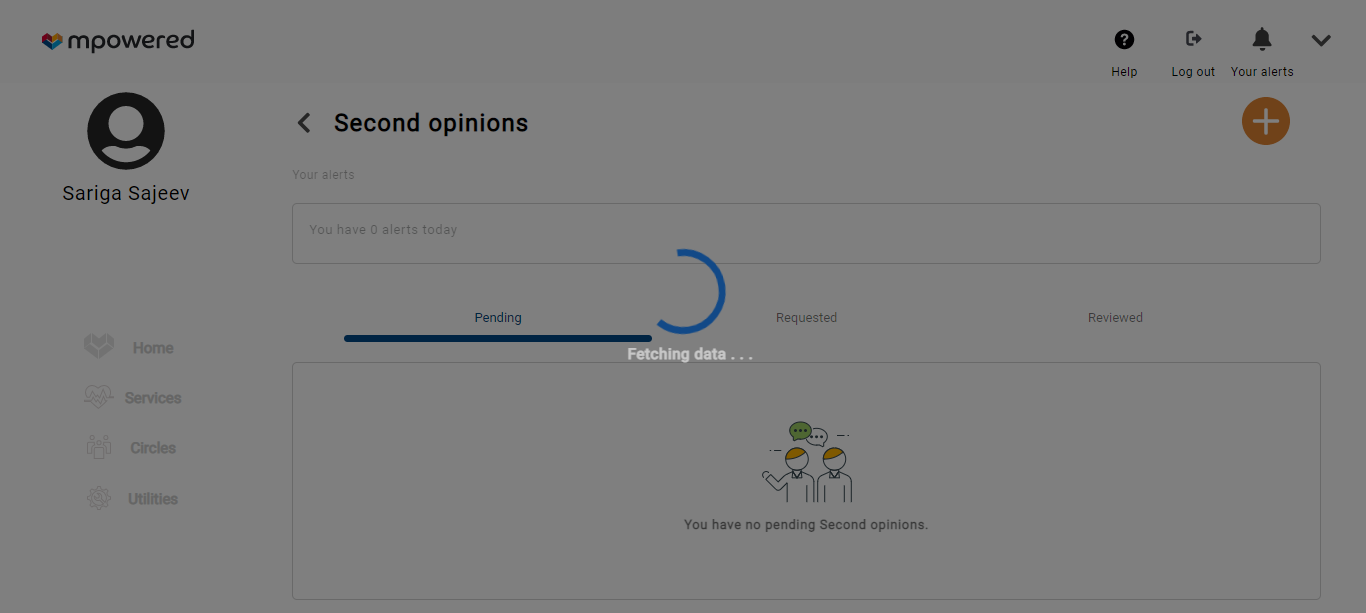 mpowered
?
Help
Log out
Your alerts
Second opinions
Sariga Sajeev
Your alerts
You have 0 alerts today
Pending
Requested
Reviewed
Fetching data . . .
Home
Services
Circles
Utilities
You have no pending Second opinions.